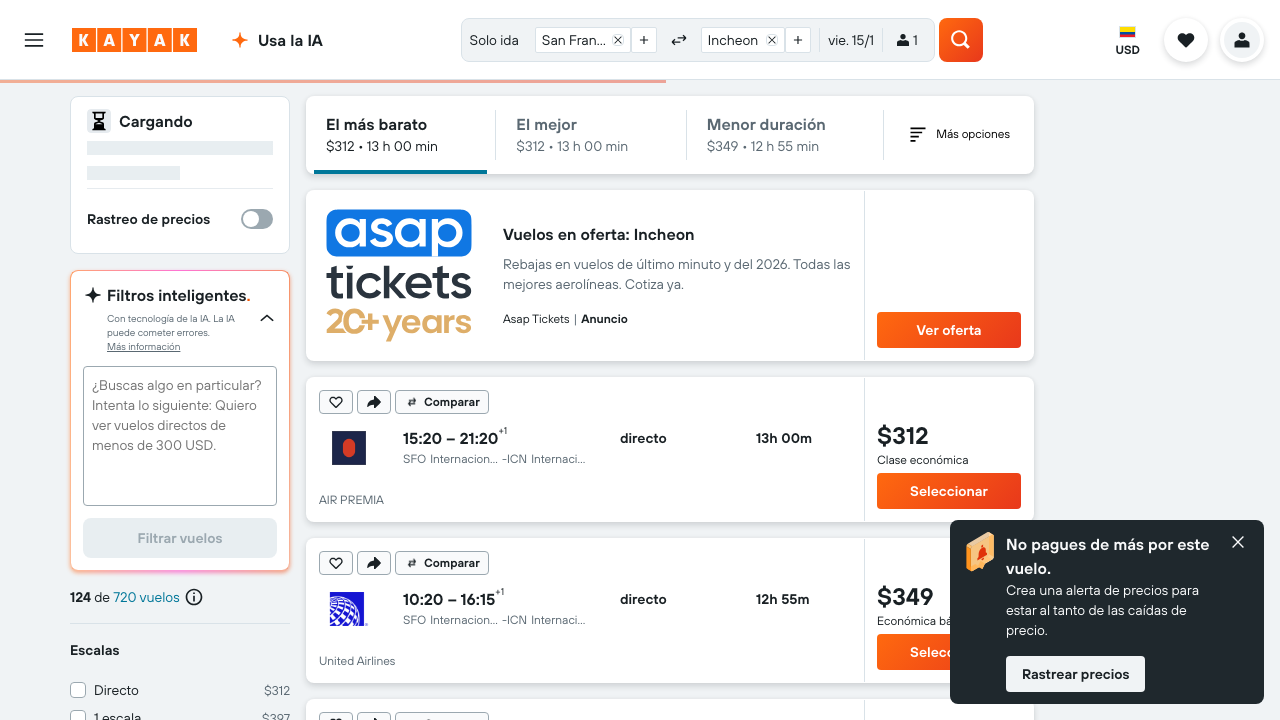 KAYAK
Usa la IA
Solo ida
San Fran...
Incheon
vie. 15/1
1
USD
Cargando
Rastreo de precios
Filtros inteligentes.
Con tecnología de la IA. La IA
puede cometer errores.
Más información
¿Buscas algo en particular?
Intenta lo siguiente: Quiero
ver vuelos directos de
menos de 300 USD.
Filtrar vuelos
124 de 720 vuelos
Escalas
Directo $312
1 escala $397
El más barato
$312 • 13 h 00 min
El mejor
$312 • 13 h 00 min
Menor duración
$349 • 12 h 55 min
Más opciones
asap
tickets
20+ years
Vuelos en oferta: Incheon
Rebajas en vuelos de último minuto y del 2026. Todas las
mejores aerolíneas. Cotiza ya.
Asap Tickets | Anuncio
Ver oferta
Comparar
15:20 – 21:20+1
directo
13h 00m
SFO Internacion... -ICN Internaci...
AIR PREMIA
$312
Clase económica
Seleccionar
Comparar
10:20 – 16:15+1
directo
12h 55m
SFO Internacion... -ICN Internaci...
United Airlines
$349
Económica bá
Selecc
No pagues de más por este
vuelo.
Crea una alerta de precios para
estar al tanto de las caídas de
precio.
Rastrear precios